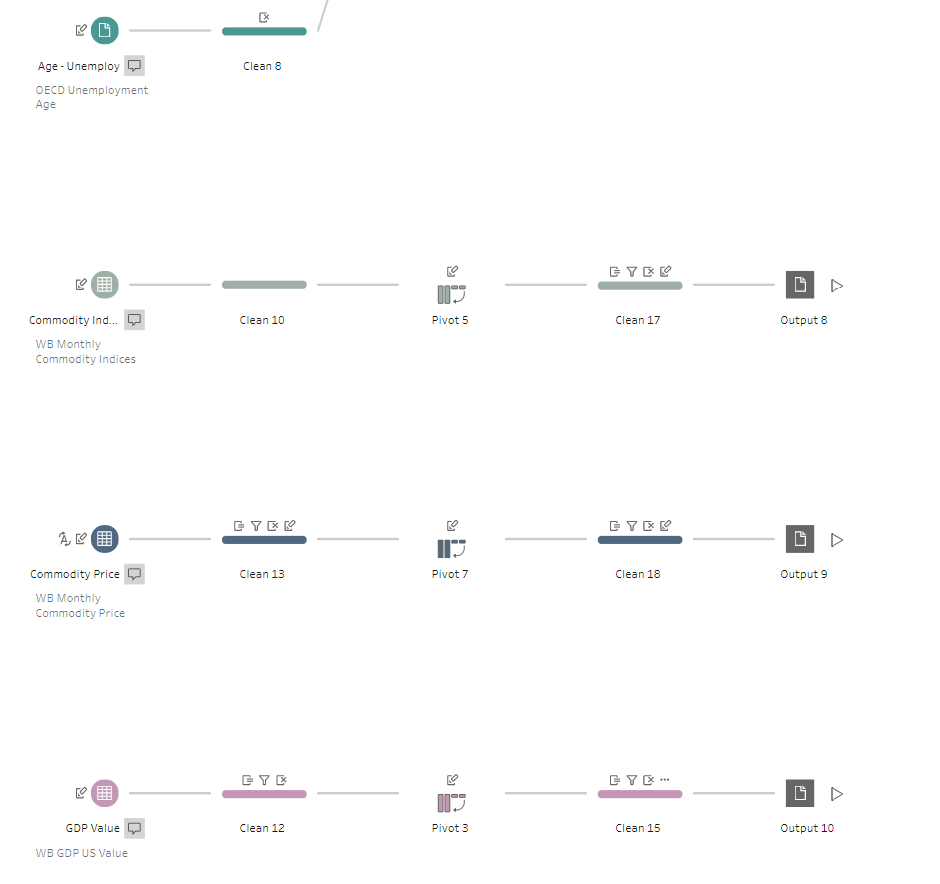 Age - Unemploy
Clean 8
OECD Unemployment
Age
Commodity Ind...
Clean 10
Pivot 5
Clean 17
Output 8
WB Monthly
Commodity Indices
Commodity Price
Clean 13
Pivot 7
Clean 18
Output 9
WB Monthly
Commodity Price
GDP Value
Clean 12
Pivot 3
Clean 15
Output 10
WB GDP US Value